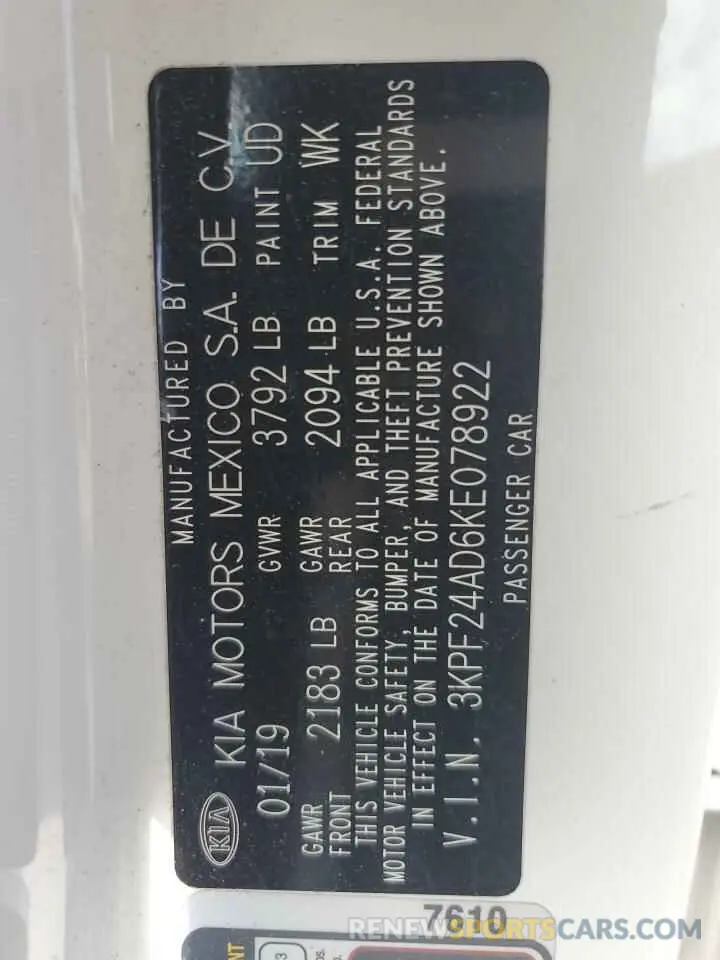 MANUFACTURED BY
KIA KIA MOTORS MEXICO S.A. DE C.V.
01/19 GVWR 3792 LB PAINT UD
GAWR FRONT 2183 LB GAWR REAR 2094 LB TRIM WK
THIS VEHICLE CONFORMS TO ALL APPLICABLE U.S.A. FEDERAL
MOTOR VEHICLE SAFETY, BUMPER, AND THEFT PREVENTION STANDARDS
IN EFFECT ON THE DATE OF MANUFACTURE SHOWN ABOVE.
V.I.N. 3KPF24AD6KE078922
PASSENGER CAR
7610
RENEWSPORTSCARS.COM